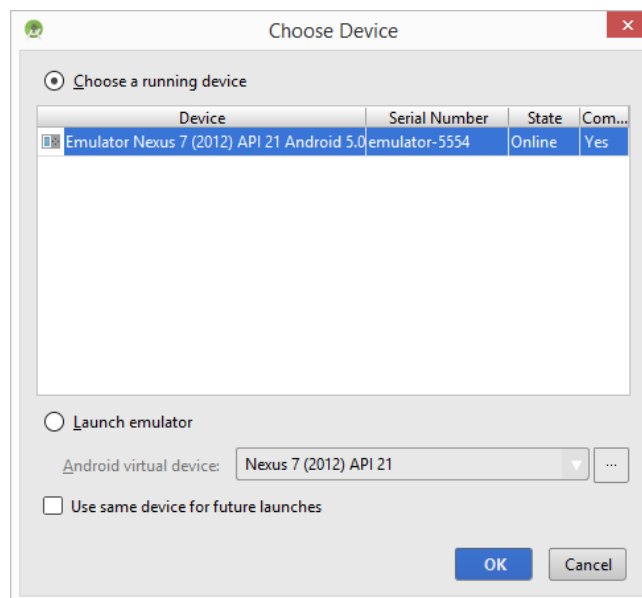 Choose Device
Choose a running device
Device Serial Number State Com...
Emulator Nexus 7 (2012) API 21 Android 5.0 emulator-5554 Online Yes
Launch emulator
Android virtual device: Nexus 7 (2012) API 21 ...
Use same device for future launches
OK Cancel